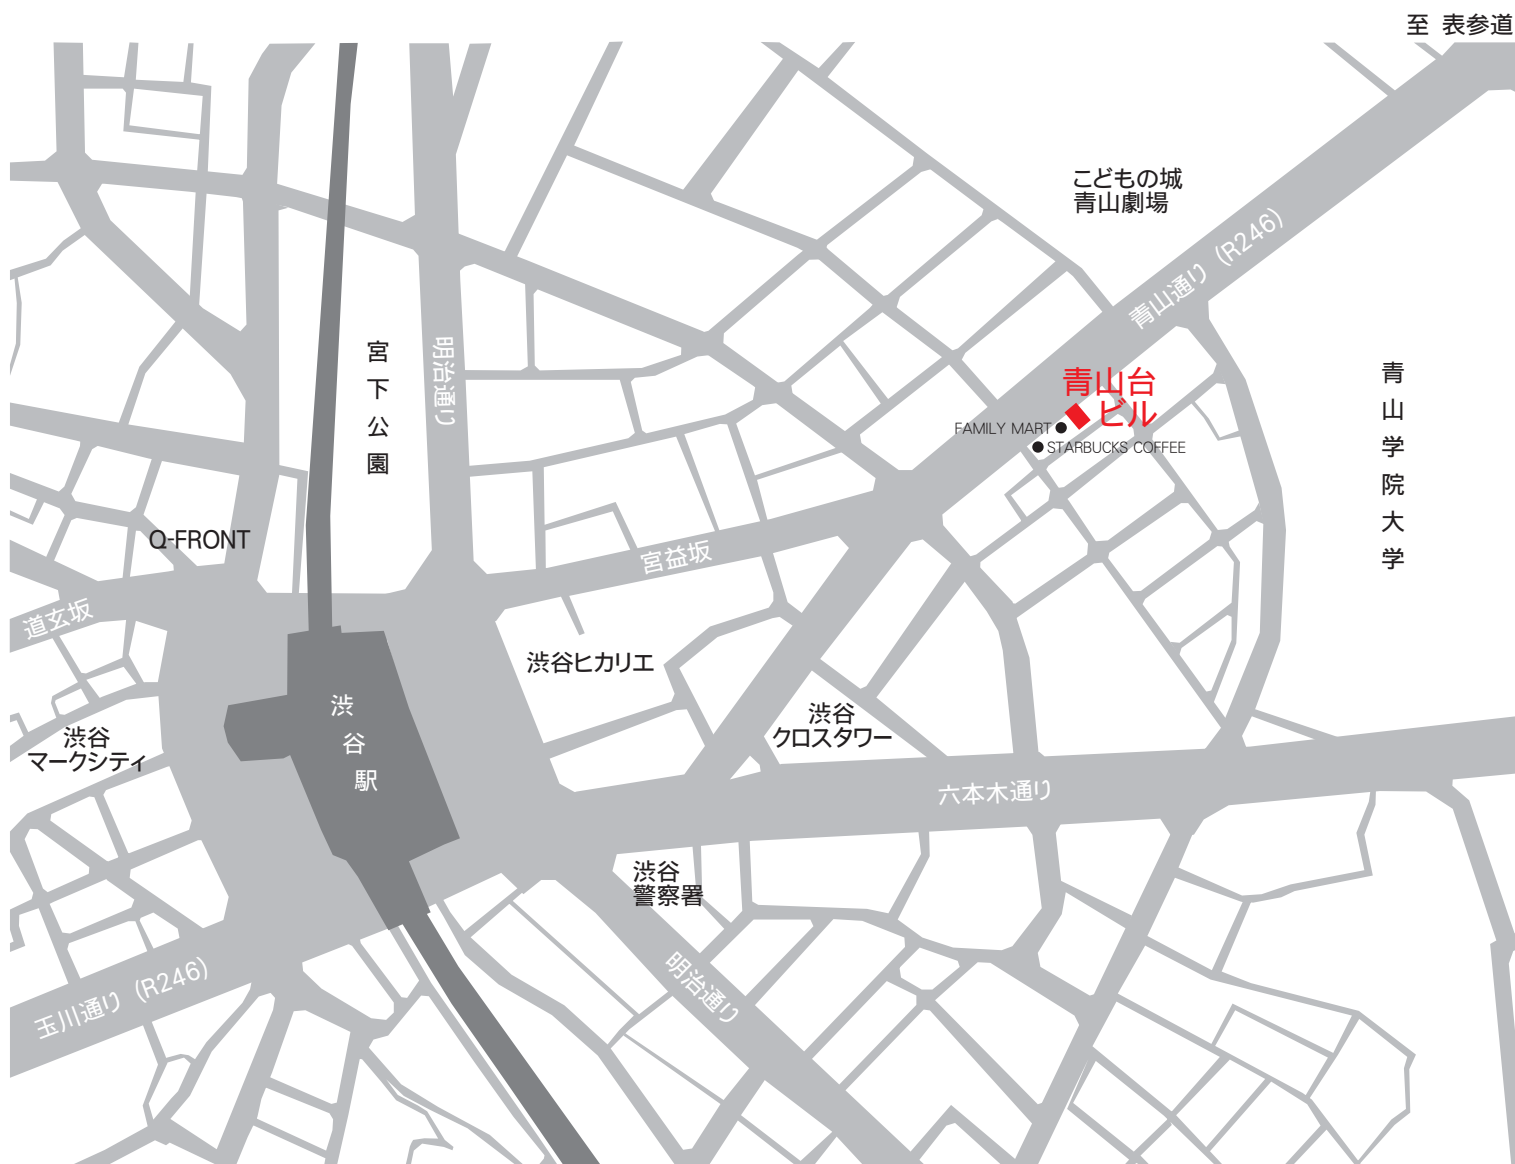 至 表参道
こどもの城
青山劇場
青山通り (R246)
宮下公園
明治通り
青山台
ビル
青山学院大学
FAMILY MART
STARBUCKS COFFEE
Q-FRONT
宮益坂
道玄坂
渋谷ヒカリエ
渋谷駅
渋谷
クロスタワー
渋谷
マークシティ
六本木通り
渋谷
警察署
明治通り
玉川通り (R246)